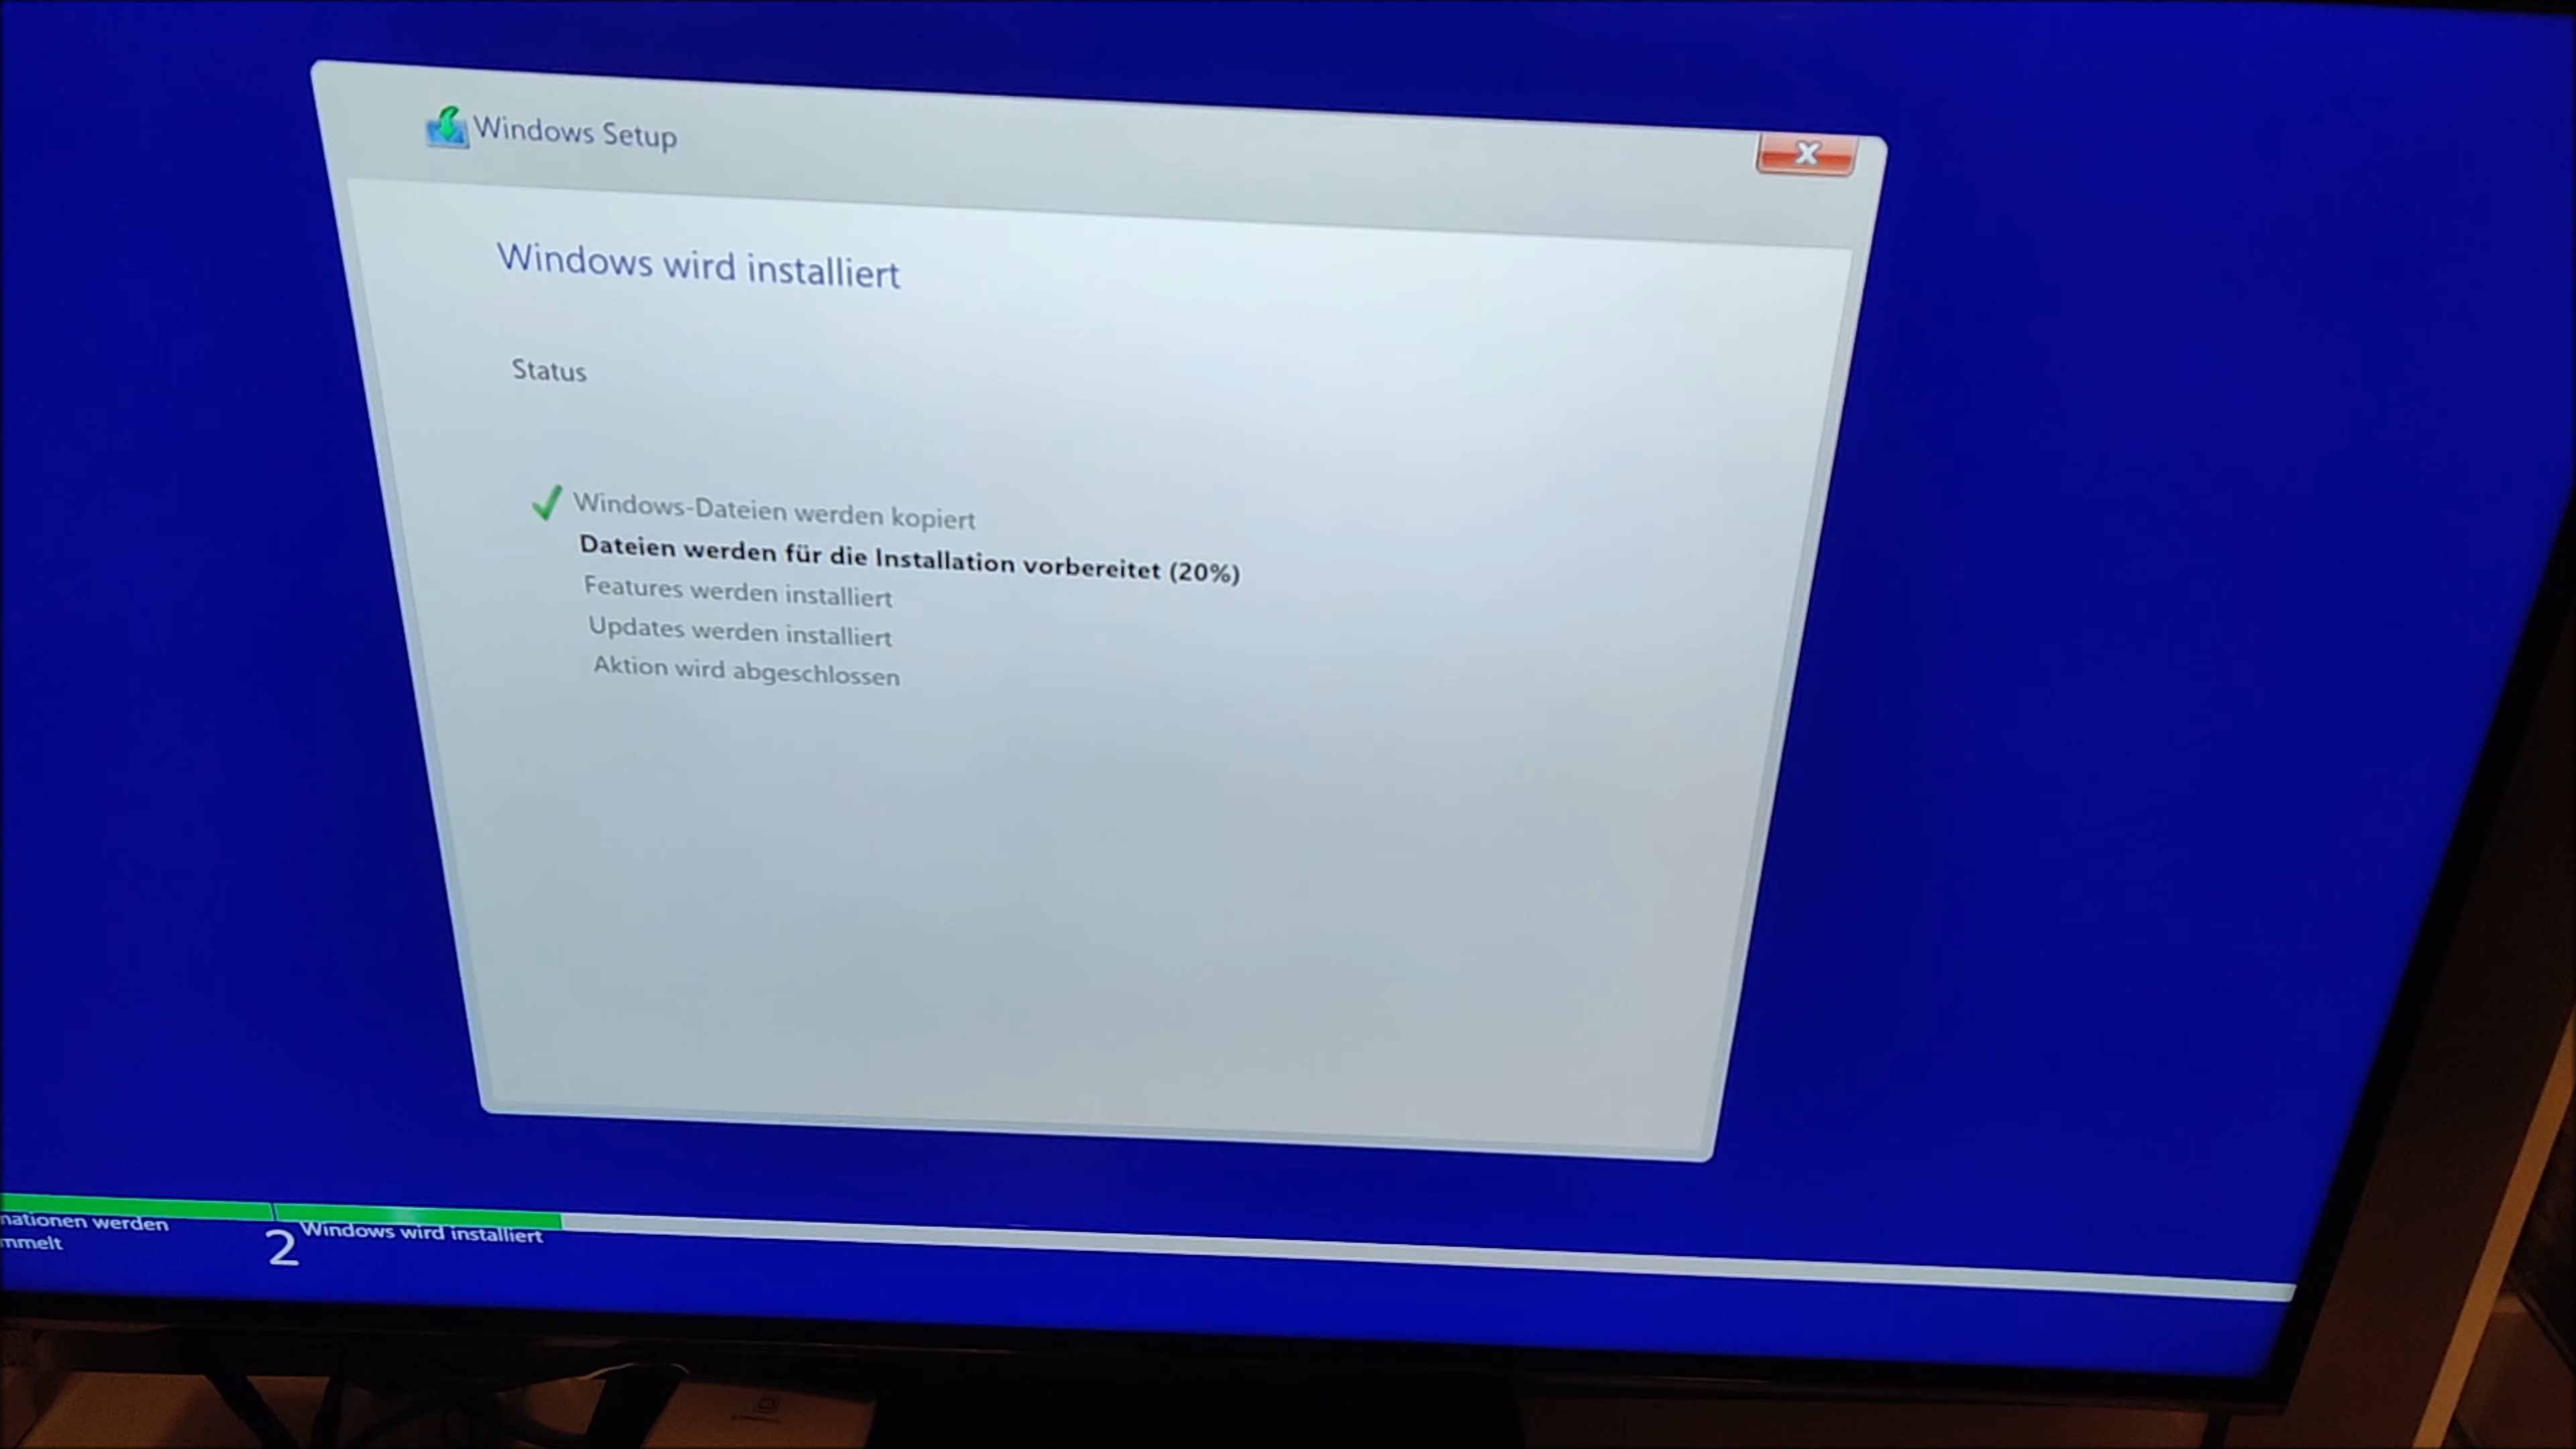 Windows Setup
Windows wird installiert
Status
Windows-Dateien werden kopiert
Dateien werden für die Installation vorbereitet (20%)
Features werden installiert
Updates werden installiert
Aktion wird abgeschlossen
nationen werden
mmelt
2 Windows wird installiert